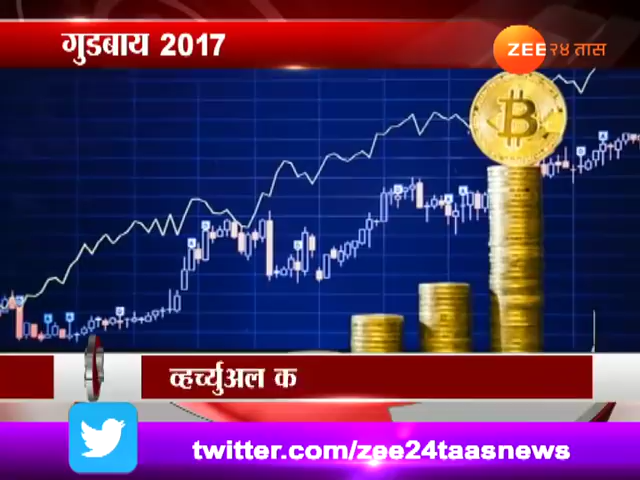 गुडबाय 2017
ZEE २४ तास
व्हर्च्युअल क
twitter.com/zee24taasnews